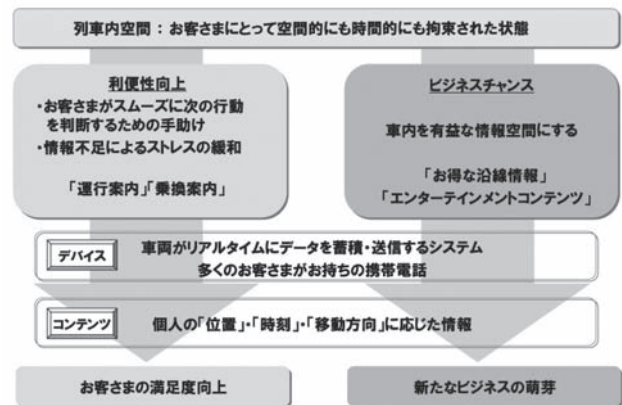 列車内空間 : お客さまにとって空間的にも時間的にも拘束された状態
利便性向上
・お客さまがスムーズに次の行動
を判断するための手助け
・情報不足によるストレスの緩和
「運行案内」「乗換案内」
ビジネスチャンス
車内を有益な情報空間にする
「お得な沿線情報」
「エンターテインメントコンテンツ」
デバイス
車両がリアルタイムにデータを蓄積・送信するシステム
多くのお客さまがお持ちの携帯電話
コンテンツ
個人の「位置」・「時刻」・「移動方向」に応じた情報
お客さまの満足度向上
新たなビジネスの萌芽